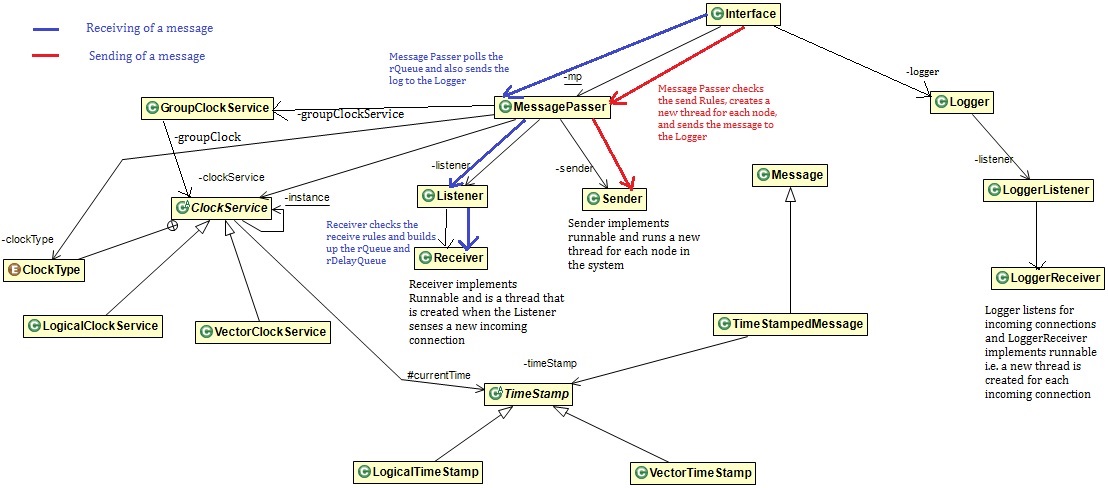 Receiving of a message
Sending of a message
C Interface
Message Passer polls the
rQueue and also sends the
log to the Logger
-mp
-logger
Message Passer checks
the send Rules, creates a
new thread for each node,
and sends the message to
the Logger
C GroupClockService
C MessagePasser
C Logger
-groupClockService
-groupClock
-listener
-sender
-listener
-clockService
C Message
-instance
C Listener
C Sender
C LoggerListener
CA ClockService
Receiver checks the
receive rules and builds
up the rQueue and
rDelayQueue
Sender implements
runnable and runs a new
thread for each node in
the system
-clockType
E ClockType
C Receiver
C LoggerReceiver
Receiver implements
Runnable and is a thread that
is created when the Listener
senses a new incoming
connection
Logger listens for
incoming connections
and LoggerReceiver
implements runnable
i.e. a new thread is
created for each
incoming connection
C LogicalClockService
C VectorClockService
C TimeStampedMessage
-timeStamp
#currentTime
CA TimeStamp
C LogicalTimeStamp
C VectorTimeStamp